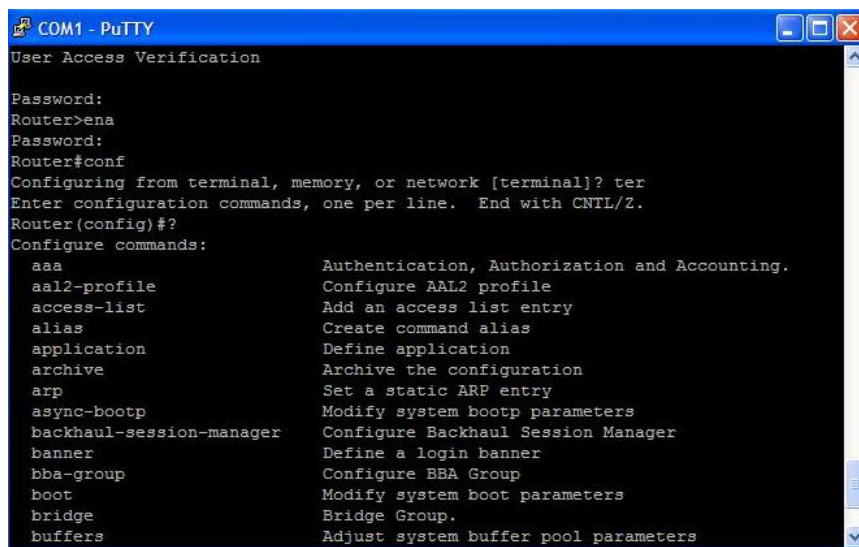 COM1 - PuTTY
User Access Verification
Password:
Router>ena
Password:
Router#conf
Configuring from terminal, memory, or network [terminal]? ter
Enter configuration commands, one per line.  End with CNTL/Z.
Router(config)#?
Configure commands:
  aaa                         Authentication, Authorization and Accounting.
  aal2-profile                Configure AAL2 profile
  access-list                 Add an access list entry
  alias                       Create command alias
  application                 Define application
  archive                     Archive the configuration
  arp                         Set a static ARP entry
  async-bootp                 Modify system bootp parameters
  backhaul-session-manager    Configure Backhaul Session Manager
  banner                      Define a login banner
  bba-group                   Configure BBA Group
  boot                        Modify system boot parameters
  bridge                      Bridge Group.
  buffers                     Adjust system buffer pool parameters